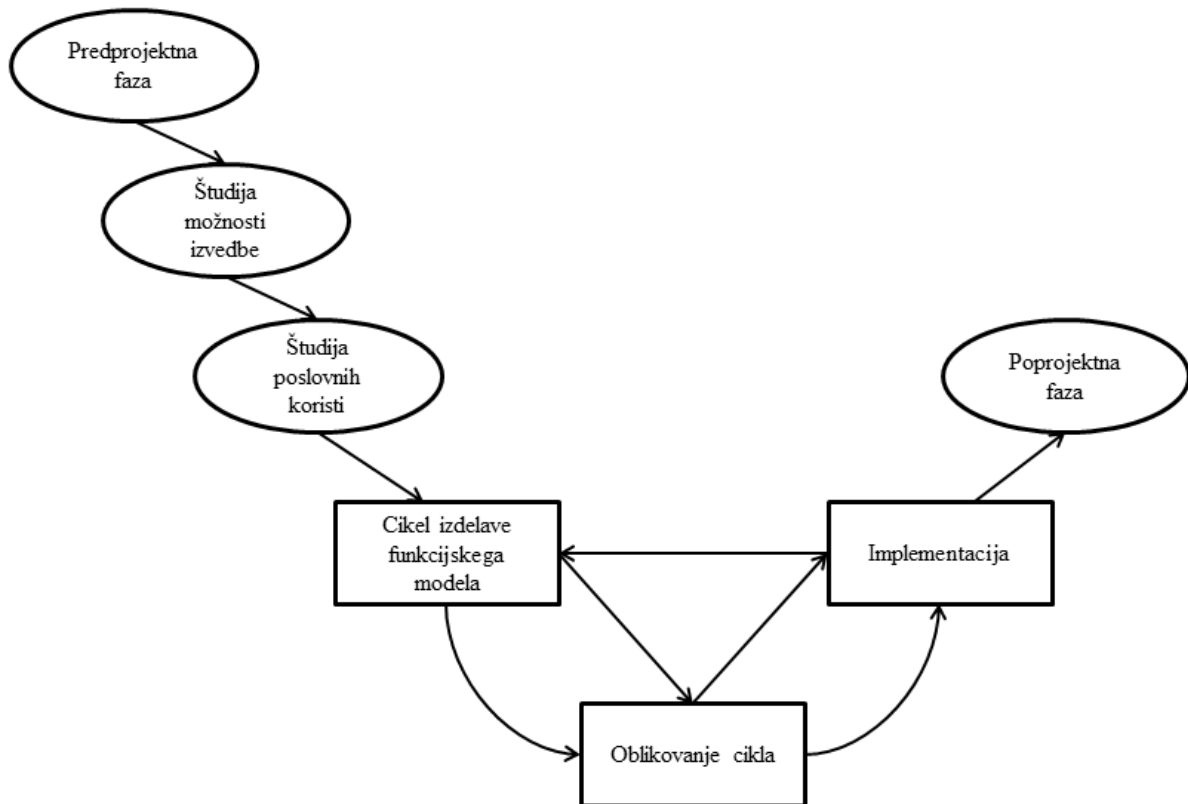 Predprojektna
faza
Študija
možnosti
izvedbe
Študija
poslovnih
koristi
Poprojektna
faza
Cikel izdelave
funkcijskega
modela
Implementacija
Oblikovanje cikla